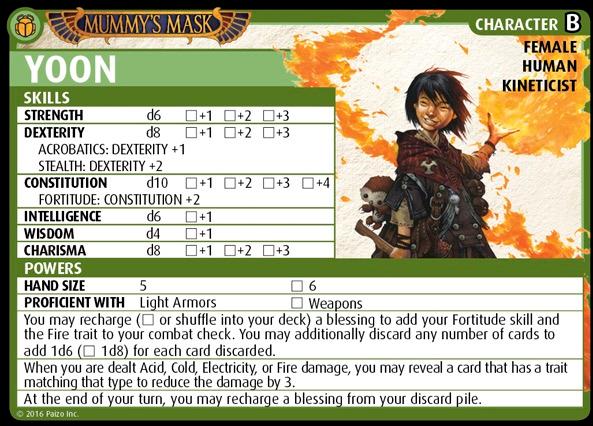 MUMMY'S MASK
CHARACTER B
YOON
FEMALE
HUMAN
KINETICIST
SKILLS
STRENGTH d6 □ +1 □ +2 □ +3
DEXTERITY d8 □ +1 □ +2 □ +3
ACROBATICS: DEXTERITY +1
STEALTH: DEXTERITY +2
CONSTITUTION d10 □ +1 □ +2 □ +3 □ +4
FORTITUDE: CONSTITUTION +2
INTELLIGENCE d6 □ +1
WISDOM d4 □ +1
CHARISMA d8 □ +1 □ +2 □ +3
POWERS
HAND SIZE 5 □ 6
PROFICIENT WITH Light Armors □ Weapons
You may recharge (□ or shuffle into your deck) a blessing to add your Fortitude skill and
the Fire trait to your combat check. You may additionally discard any number of cards to
add 1d6 (□ 1d8) for each card discarded.
When you are dealt Acid, Cold, Electricity, or Fire damage, you may reveal a card that has a trait
matching that type to reduce the damage by 3.
At the end of your turn, you may recharge a blessing from your discard pile.
© 2016 Paizo Inc.